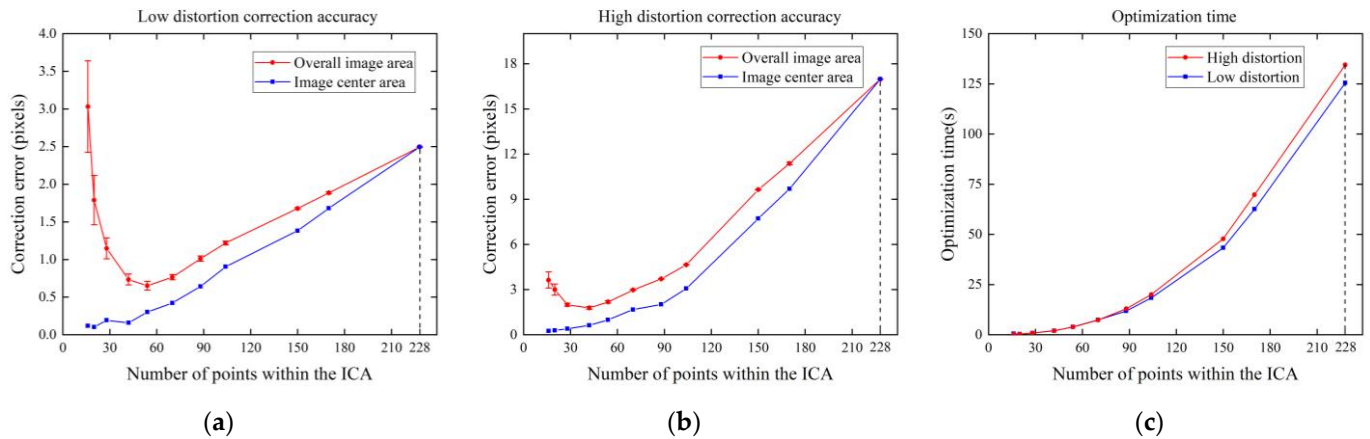 Low distortion correction accuracy
4.0
3.5
3.0
2.5
2.0
1.5
1.0
0.5
0.0
Correction error (pixels)
Overall image area
Image center area
0 30 60 90 120 150 180 210 228
Number of points within the ICA
(a)
High distortion correction accuracy
18
15
12
9
6
3
0
Correction error (pixels)
Overall image area
Image center area
0 30 60 90 120 150 180 210 228
Number of points within the ICA
(b)
Optimization time
150
125
100
75
50
25
0
Optimization time(s)
High distortion
Low distortion
0 30 60 90 120 150 180 210 228
Number of points within the ICA
(c)